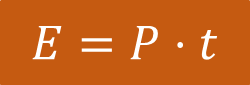 E = P · t